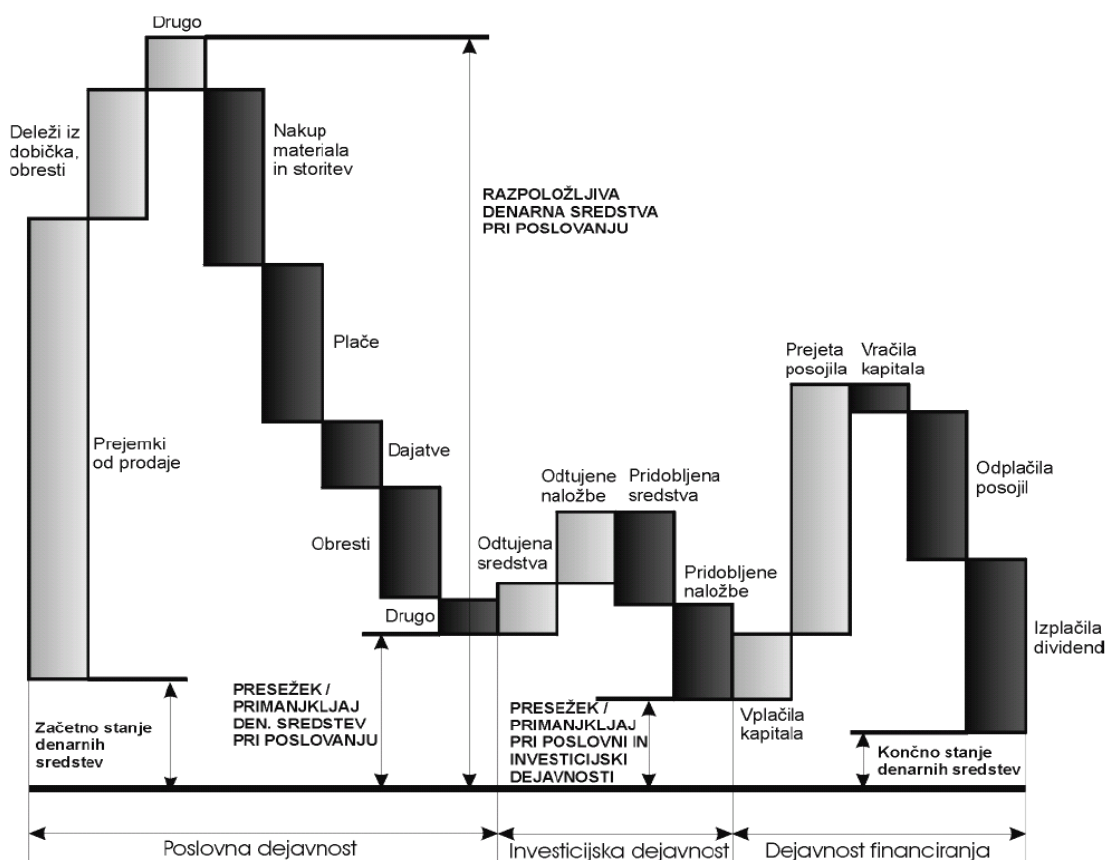 Drugo
Deleži iz
dobička,
obresti
Nakup
materiala
in storitev
RAZPOLOŽLJIVA
DENARNA SREDSTVA
PRI POSLOVANJU
Plače
Prejemki
od prodaje
Dajatve
Obresti
Drugo
Odtujena
sredstva
Odtujene
naložbe
Pridobljena
sredstva
Pridobljene
naložbe
Prejeta
posojila
Vračila
kapitala
Odplačila
posojil
Izplačila
dividend
Začetno stanje
denarnih
sredstev
PRESEŽEK /
PRIMANJKLJAJ
DEN. SREDSTEV
PRI POSLOVANJU
PRESEŽEK /
PRIMANJKLJAJ
PRI POSLOVNI IN
INVESTICIJSKI
DEJAVNOSTI
Vplačila
kapitala
Končno stanje
denarnih sredstev
Poslovna dejavnost
Investicijska dejavnost
Dejavnost financiranja